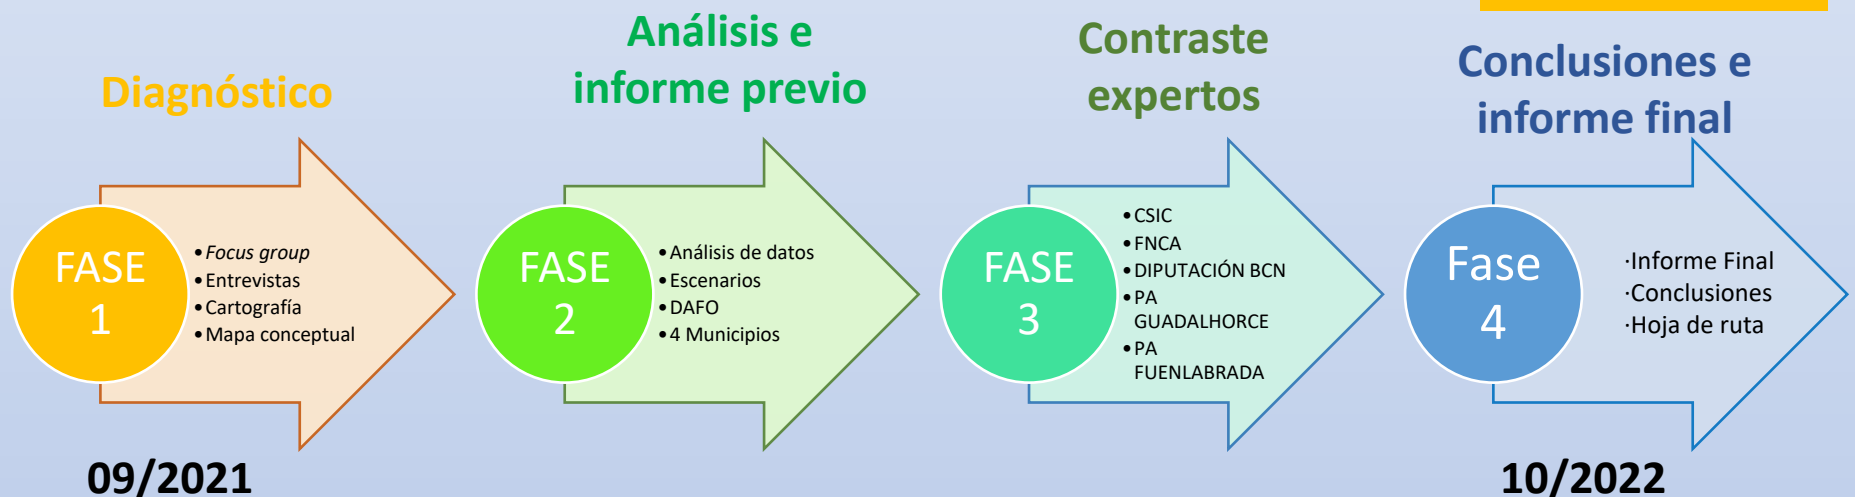 Diagnóstico
FASE
1
•Focus group
•Entrevistas
•Cartografía
•Mapa conceptual
09/2021
Análisis e
informe previo
FASE
2
•Análisis de datos
•Escenarios
•DAFO
•4 Municipios
Contraste
expertos
FASE
3
•CSIC
•FNCA
•DIPUTACIÓN BCN
•PA
GUADALHORCE
•PA
FUENLABRADA
Conclusiones e
informe final
Fase
4
·Informe Final
·Conclusiones
·Hoja de ruta
10/2022